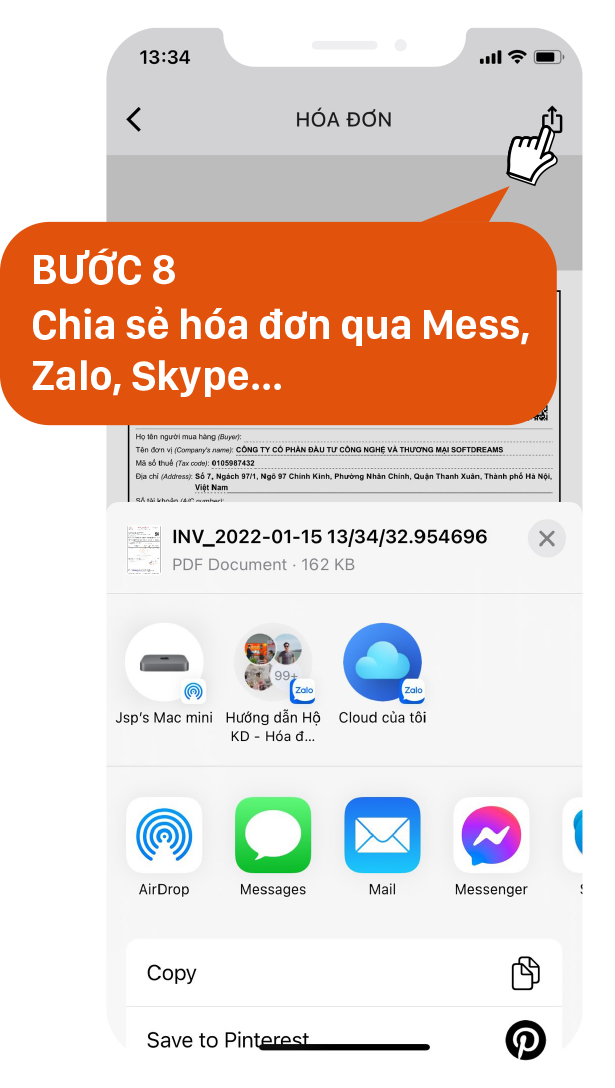 13:34
HÓA ĐƠN
BƯỚC 8
Chia sẻ hóa đơn qua Mess,
Zalo, Skype...
Họ tên người mua hàng (Buyer):
Tên đơn vị (Company's name): CÔNG TY CỔ PHẦN ĐẦU TƯ CÔNG NGHỆ VÀ THƯƠNG MẠI SOFTDREAMS
Mã số thuế (Tax code): 0105987432
Địa chỉ (Address): Số 7, Ngách 97/1, Ngõ 97 Chính Kinh, Phường Nhân Chính, Quận Thanh Xuân, Thành phố Hà Nội,
Việt Nam
Số tài khoản (A/C number):
INV_2022-01-15 13/34/32.954696
PDF Document · 162 KB
99+
Zalo
Zalo
Jsp's Mac mini
Hướng dẫn Hộ
KD - Hóa đ...
Cloud của tôi
AirDrop
Messages
Mail
Messenger
S
Copy
Save to Pinterest